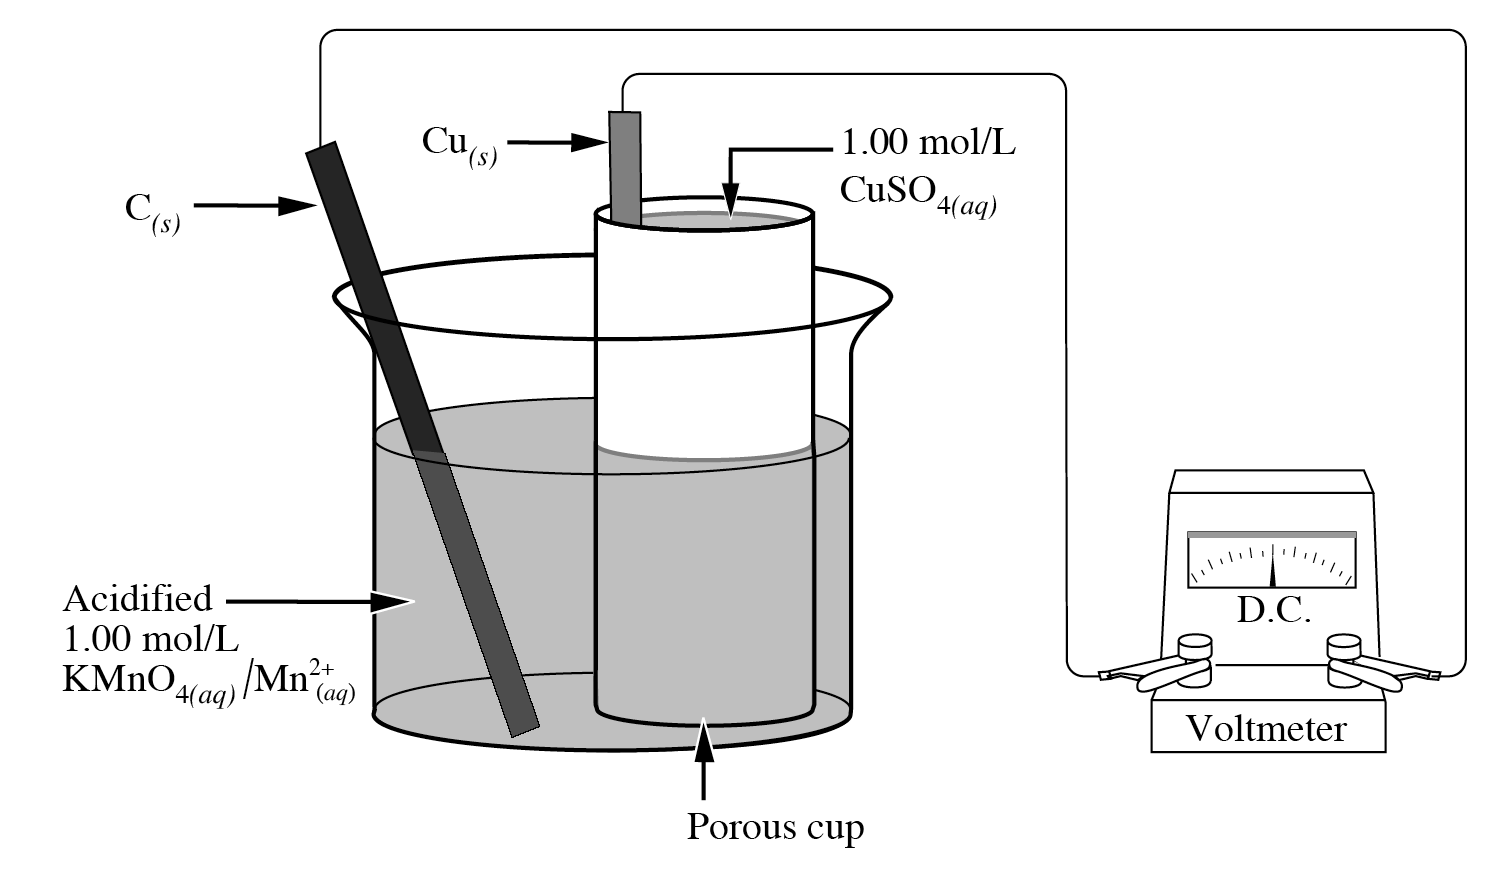 Cu(s)
1.00 mol/L
CuSO4(aq)
C(s)
D.C.
Acidified
1.00 mol/L
KMnO4(aq)/Mn2+(aq)
Voltmeter
Porous cup